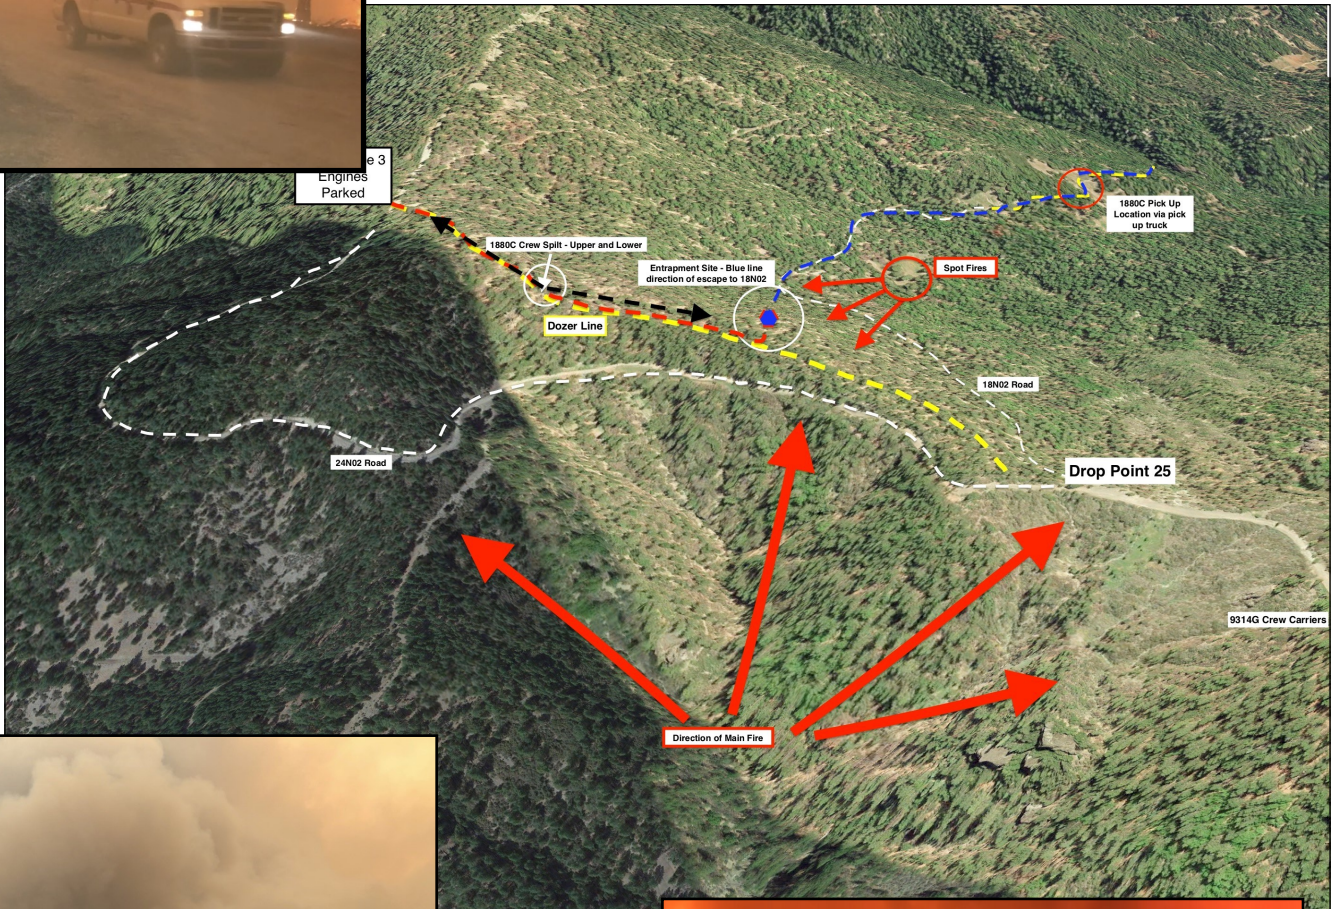 e 3
Engines
Parked
1880C Crew Spilt - Upper and Lower
Entrapment Site - Blue line
direction of escape to 18N02
Spot Fires
1880C Pick Up
Location via pick
up truck
Dozer Line
18N02 Road
24N02 Road
Drop Point 25
9314G Crew Carriers
Direction of Main Fire